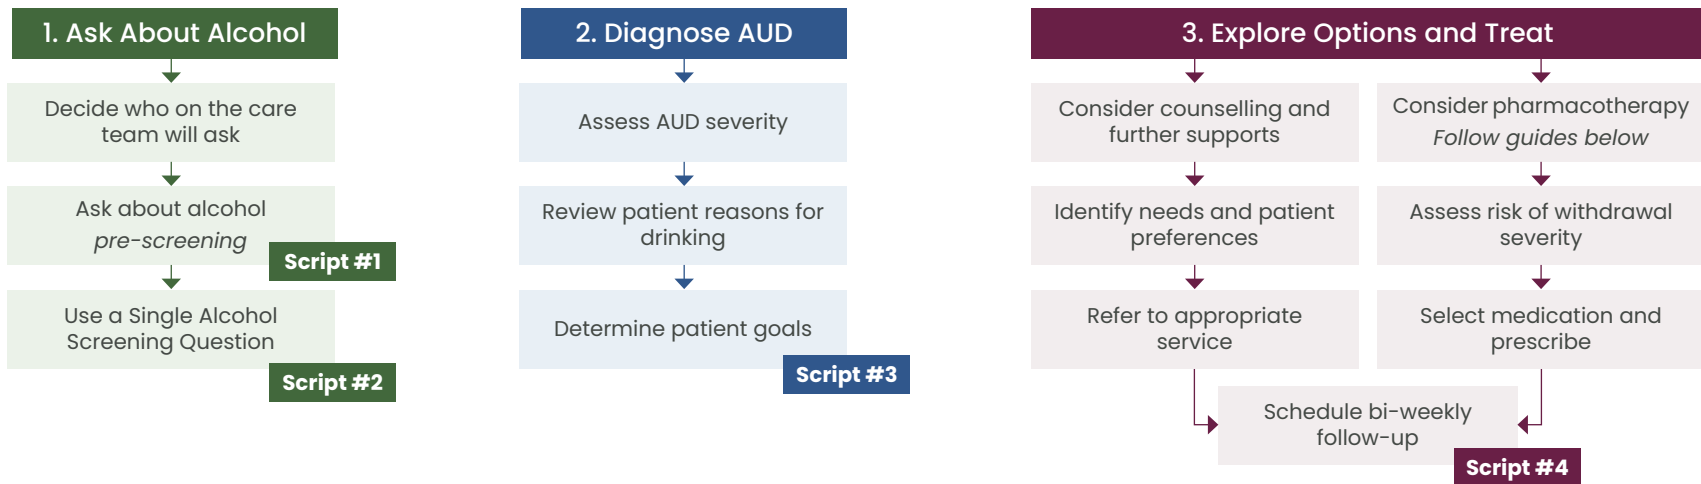 1. Ask About Alcohol
Decide who on the care
team will ask
Ask about alcohol
pre-screening
Script #1
Use a Single Alcohol
Screening Question
Script #2
2. Diagnose AUD
Assess AUD severity
Review patient reasons for
drinking
Determine patient goals
Script #3
3. Explore Options and Treat
Consider counselling and
further supports
Identify needs and patient
preferences
Refer to appropriate
service
Consider pharmacotherapy
Follow guides below
Assess risk of withdrawal
severity
Select medication and
prescribe
Schedule bi-weekly
follow-up
Script #4